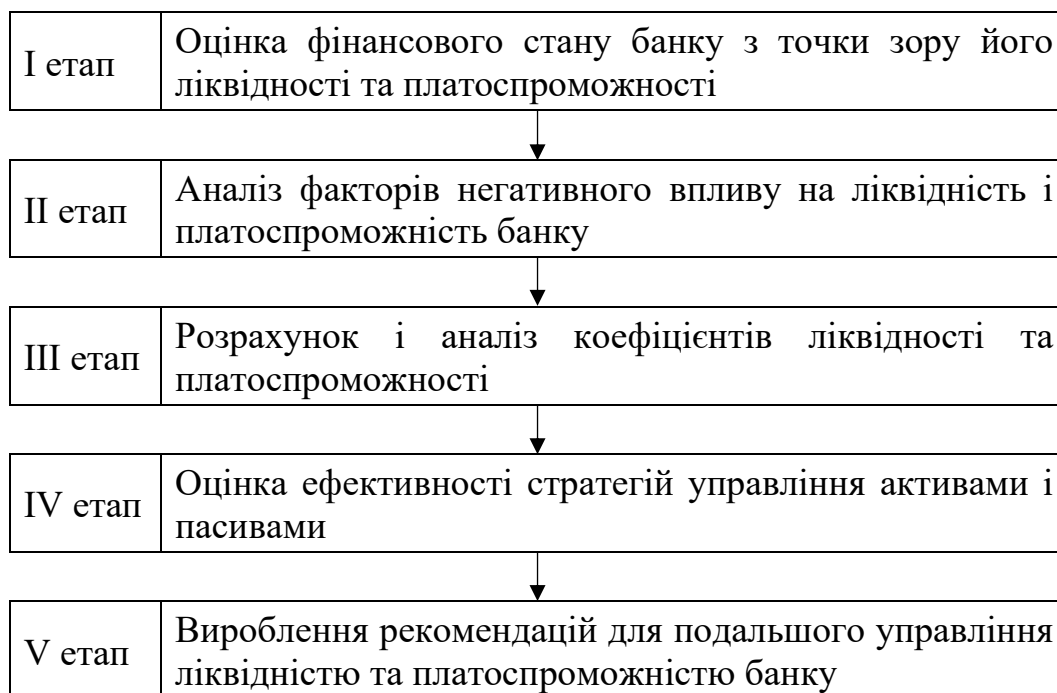 I етап
Оцінка фінансового стану банку з точки зору його
ліквідності та платоспроможності
II етап
Аналіз факторів негативного впливу на ліквідність і
платоспроможність банку
III етап
Розрахунок і аналіз коефіцієнтів ліквідності та
платоспроможності
IV етап
Оцінка ефективності стратегій управління активами і
пасивами
V етап
Вироблення рекомендацій для подальшого управління
ліквідністю та платоспроможністю банку